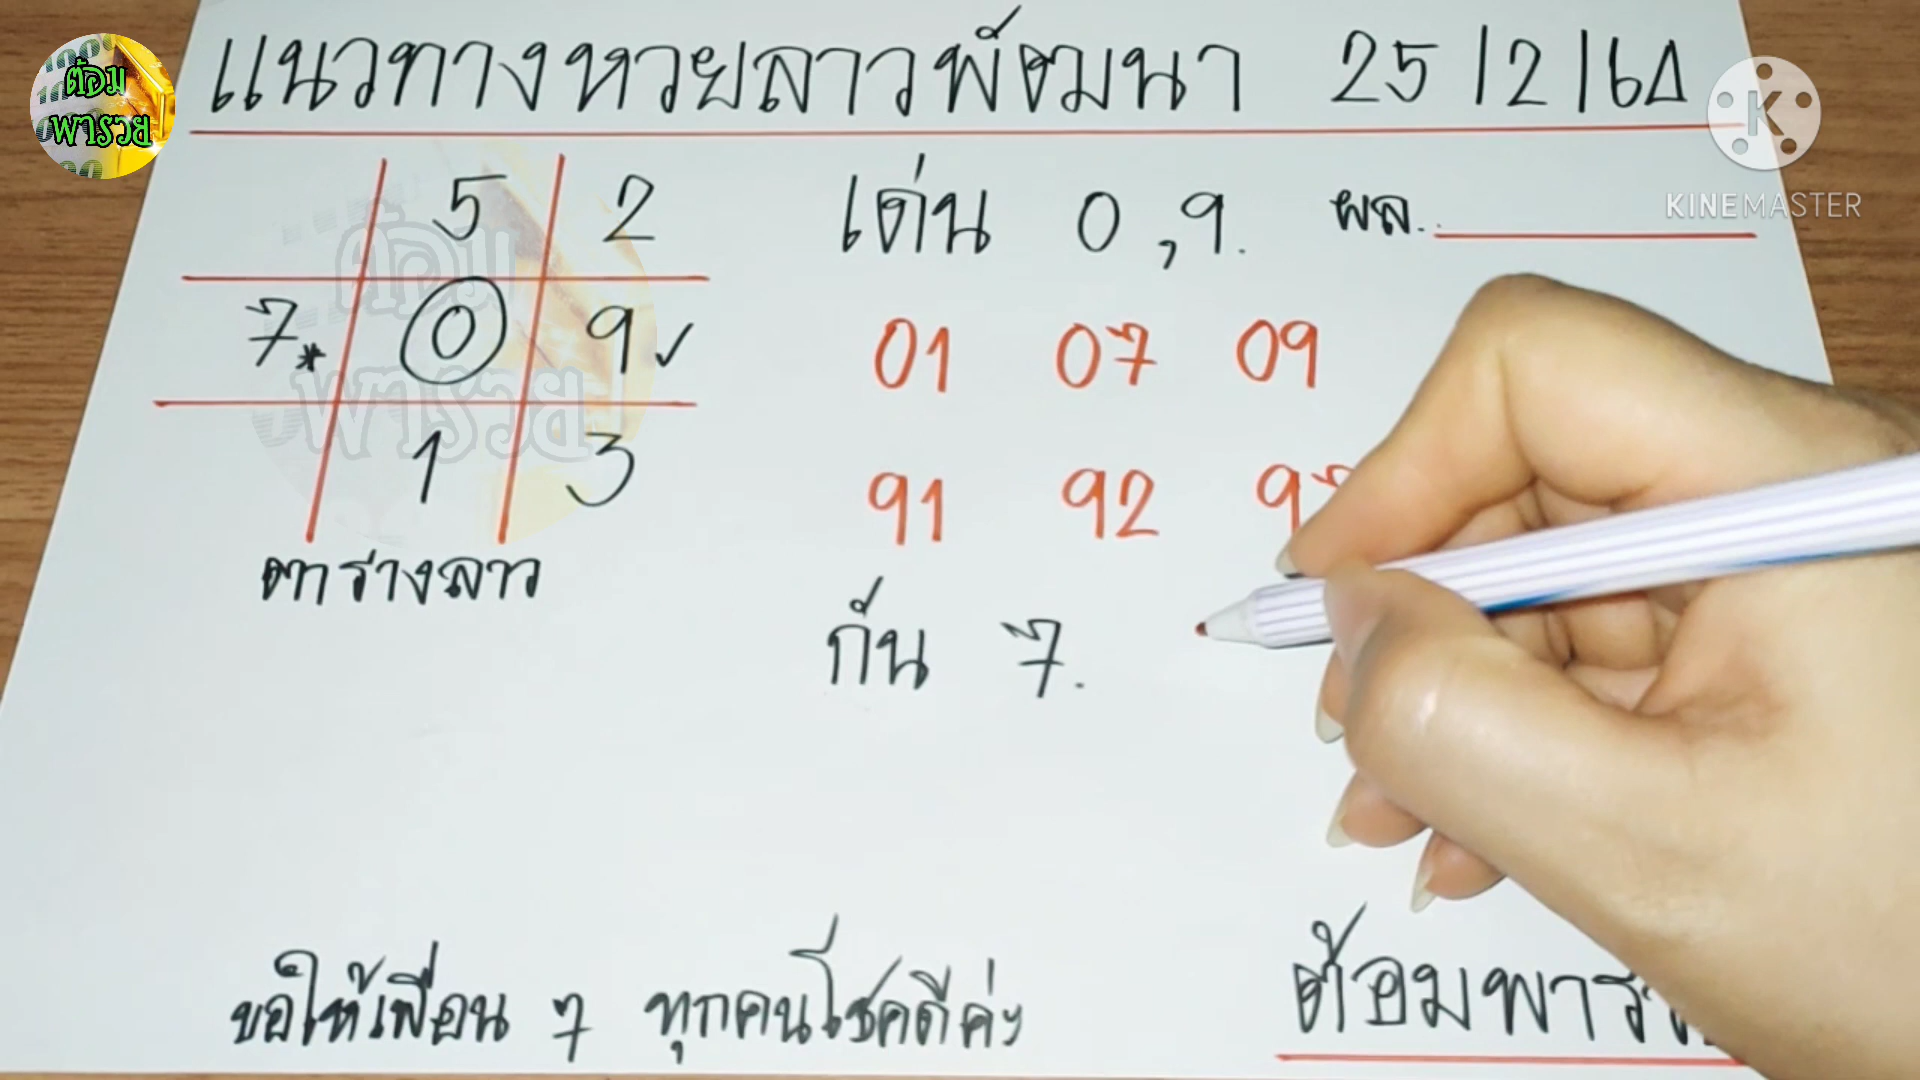 ต้อม
พารวย
แนวทางหวยลาวพัฒนา 25/2/64
KINEMASTER
5 2
7* 0 9✓
1 3
ตารางลาว
เด่น 0,9. ผล..
01 07 09
91 92
กัน 7.
ขอให้เพื่อน ๆ ทุกคนโชคดีค่ะ